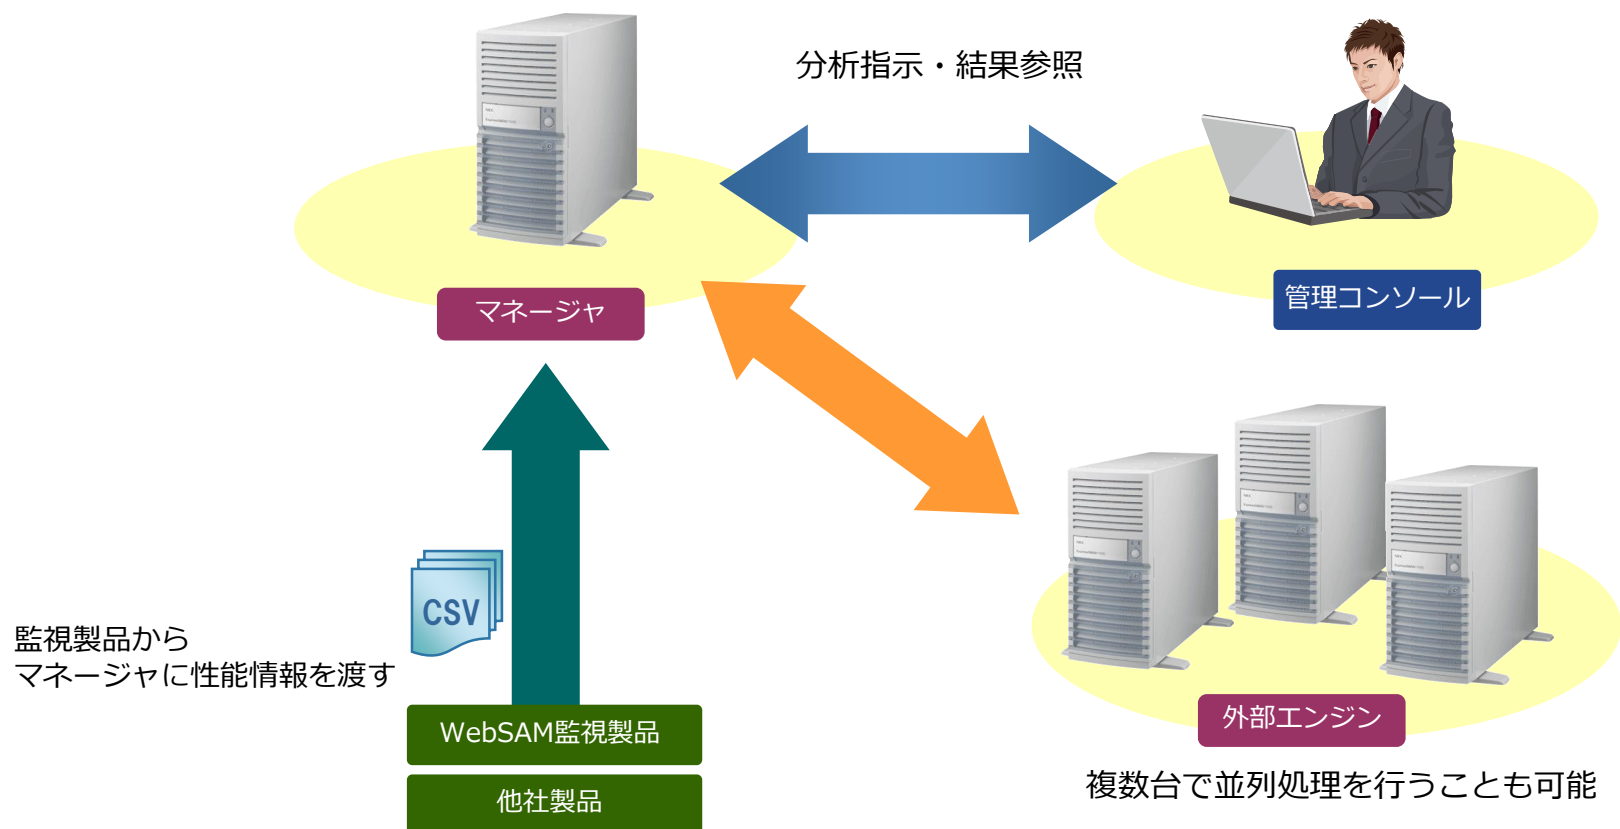 分析指示・結果参照
マネージャ
管理コンソール
CSV
監視製品から
マネージャに性能情報を渡す
WebSAM監視製品
他社製品
外部エンジン
複数台で並列処理を行うことも可能